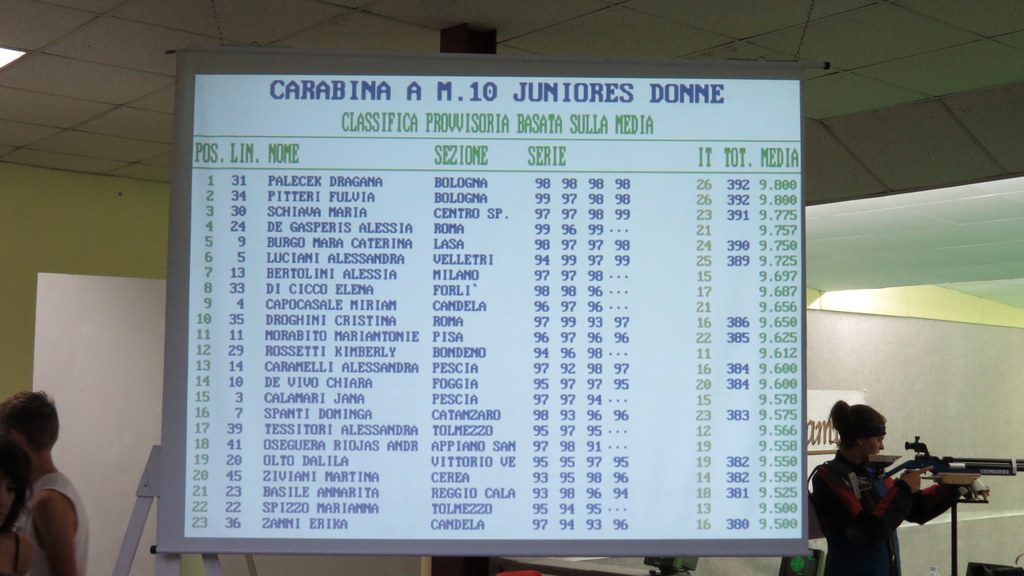 CARABINA A M.10 JUNIORES DONNE
CLASSIFICA PROVVISORIA BASATA SULLA MEDIA
POS. LIN. NOME SEZIONE SERIE IT TOT. MEDIA
1 31 PALECEK DRAGANA BOLOGNA 98 98 98 98 26 392 9.800
2 34 PITTERI FULVIA BOLOGNA 99 97 98 98 26 392 9.800
3 30 SCHIAVA MARIA CENTRO SP. 97 97 98 99 23 391 9.775
4 24 DE GASPERIS ALESSIA ROMA 99 96 99 ... 21 9.757
5 9 BURGO MARA CATERINA LASA 98 97 97 98 24 390 9.750
6 5 LUCIANI ALESSANDRA VELLETRI 94 99 97 99 25 389 9.725
7 13 BERTOLINI ALESSIA MILANO 97 97 98 ... 15 9.697
8 33 DI CICCO ELENA FORLI` 98 98 96 ... 17 9.687
9 4 CAPOCASALE MIRIAM CANDELA 96 97 96 ... 21 9.656
10 35 DROGHINI CRISTINA ROMA 97 99 93 97 16 386 9.650
11 11 MORABITO MARIANTONIE PISA 96 97 96 96 22 385 9.625
12 29 ROSSETTI KIMBERLY BONDENO 94 96 98 ... 11 9.612
13 14 CARAMELLI ALESSANDRA PESCIA 97 92 98 97 16 384 9.600
14 10 DE VIVO CHIARA FOGGIA 95 97 97 95 20 384 9.600
15 3 CALAMARI JANA PESCIA 97 97 94 ... 15 9.578
16 7 SPANTI DOMINGA CATANZARO 98 93 96 96 23 383 9.575
17 39 TESSITORI ALESSANDRA TOLMEZZO 95 97 95 ... 12 9.566
18 41 OSEGUERA RIOJAS ANDR APPIANO SAN 97 98 91 ... 19 9.558
19 20 OLTO DALILA VITTORIO VE 95 95 97 95 19 382 9.550
20 45 ZIVIANI MARTINA CEREA 93 95 98 96 14 382 9.550
21 23 BASILE ANNARITA REGGIO CALA 93 98 96 94 18 381 9.525
22 22 SPIZZO MARIANNA TOLMEZZO 95 94 95 ... 13 9.500
23 36 ZANNI ERIKA CANDELA 97 94 93 96 16 380 9.500